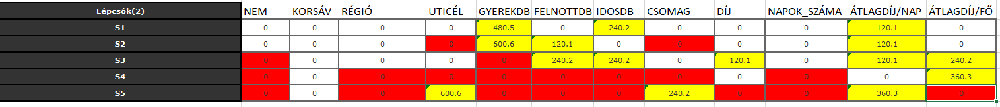 Lépcsôk(2) NEM KORSÁV RÉGIÓ UTICÉL GYEREKDB FELNOTTDB IDOSDB CSOMAG DÍJ NAPOK_SZÁMA ÁTLAGDÍJ/NAP ÁTLAGDÍJ/FŐ
S1 0 0 0 0 480.5 0 240.2 0 0 0 120.1 0
S2 0 0 0 0 600.6 120.1 0 0 0 0 120.1 0
S3 0 0 0 0 0 240.2 240.2 0 120.1 0 120.1 240.2
S4 0 0 0 0 0 0 0 0 0 0 0 360.3
S5 0 0 0 600.6 0 0 0 240.2 0 0 360.3 0